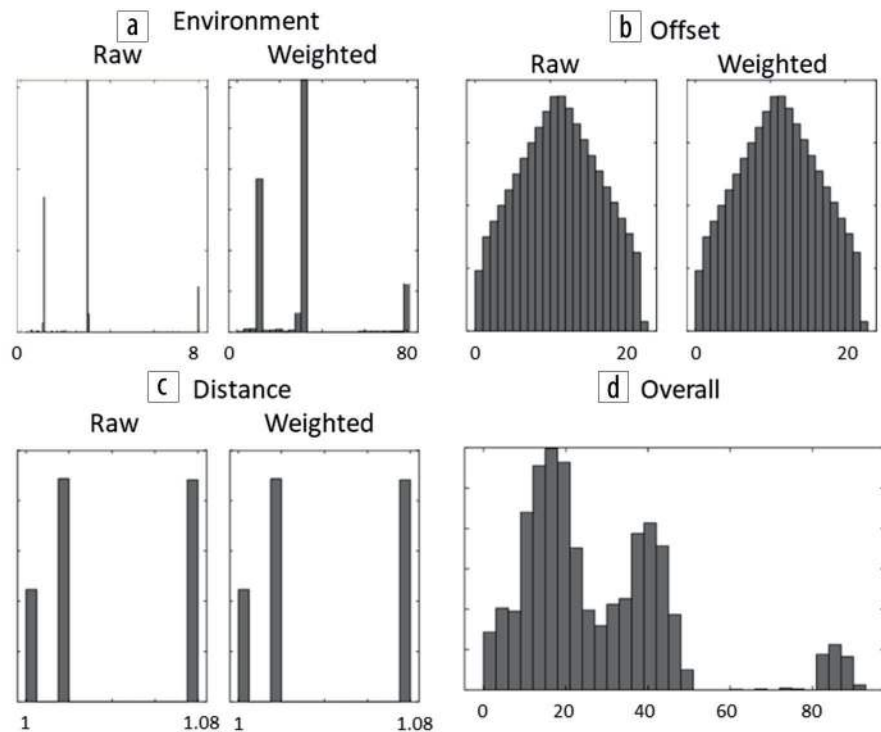 a Environment
Raw Weighted
0 8 0 80
b Offset
Raw Weighted
0 20 0 20
c Distance
Raw Weighted
1 1.08 1 1.08
d Overall
0 20 40 60 80